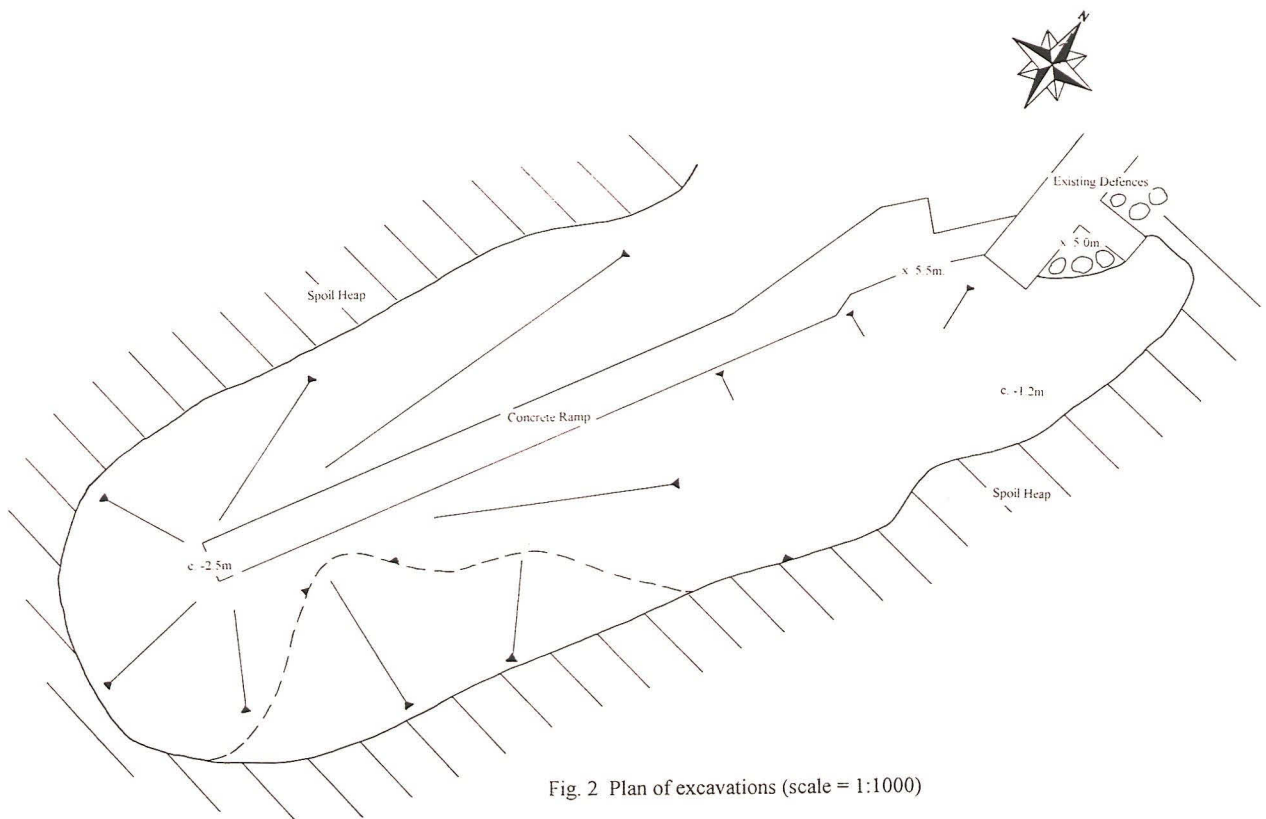 N
Existing Defences
x 5.0m
x 5.5m.
Spoil Heap
c. -1.2m
Concrete Ramp
Spoil Heap
c. -2.5m
Fig. 2 Plan of excavations (scale = 1:1000)